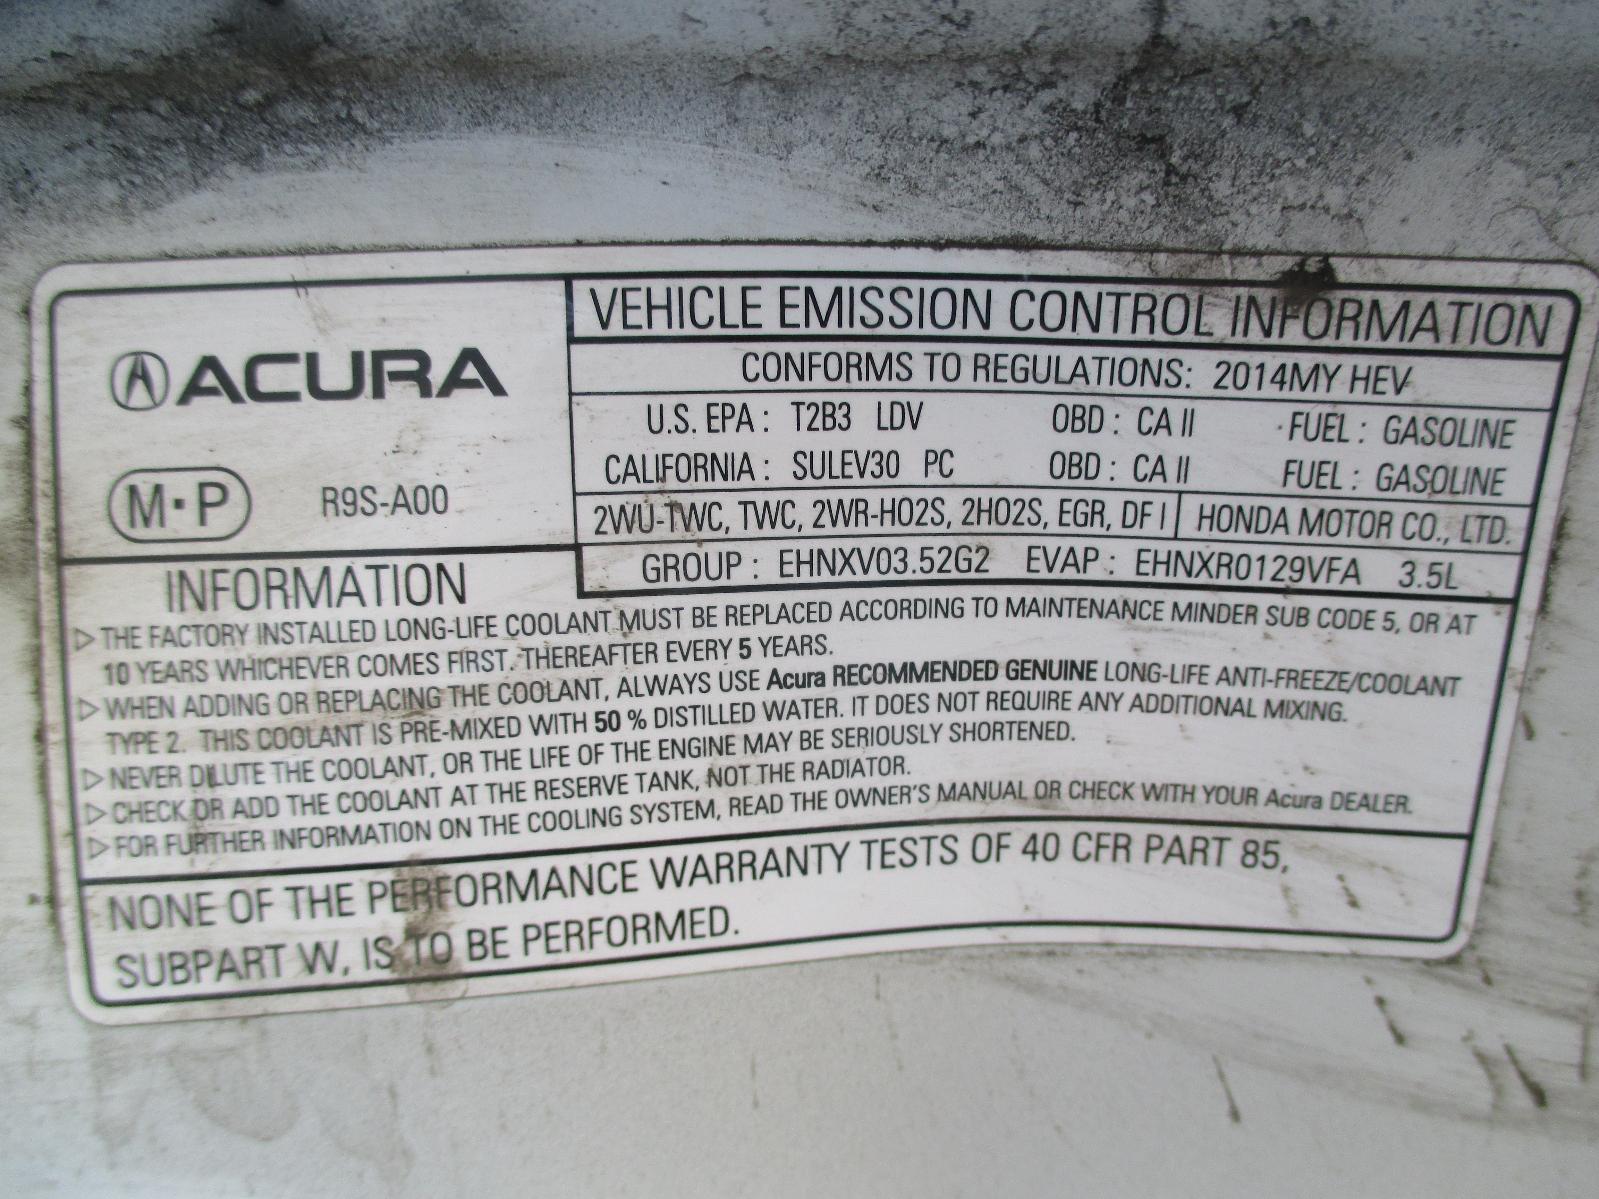 ACURA
M·P R9S-A00
VEHICLE EMISSION CONTROL INFORMATION
CONFORMS TO REGULATIONS: 2014MY HEV
U.S. EPA: T2B3 LDV OBD: CA II FUEL: GASOLINE
CALIFORNIA: SULEV30 PC OBD: CA II FUEL: GASOLINE
2WU-TWC, TWC, 2WR-HO2S, 2HO2S, EGR, DFI HONDA MOTOR CO., LTD.
GROUP: EHNXV03.52G2 EVAP: EHNXR0129VFA 3.5L
INFORMATION
▷ THE FACTORY INSTALLED LONG-LIFE COOLANT MUST BE REPLACED ACCORDING TO MAINTENANCE MINDER SUB CODE 5, OR AT
10 YEARS WHICHEVER COMES FIRST. THEREAFTER EVERY 5 YEARS.
▷ WHEN ADDING OR REPLACING THE COOLANT, ALWAYS USE Acura RECOMMENDED GENUINE LONG-LIFE ANTI-FREEZE/COOLANT
TYPE 2. THIS COOLANT IS PRE-MIXED WITH 50 % DISTILLED WATER. IT DOES NOT REQUIRE ANY ADDITIONAL MIXING.
▷ NEVER DILUTE THE COOLANT, OR THE LIFE OF THE ENGINE MAY BE SERIOUSLY SHORTENED.
▷ CHECK OR ADD THE COOLANT AT THE RESERVE TANK, NOT THE RADIATOR.
▷ FOR FURTHER INFORMATION ON THE COOLING SYSTEM, READ THE OWNER'S MANUAL OR CHECK WITH YOUR Acura DEALER.
NONE OF THE PERFORMANCE WARRANTY TESTS OF 40 CFR PART 85,
SUBPART W, IS TO BE PERFORMED.